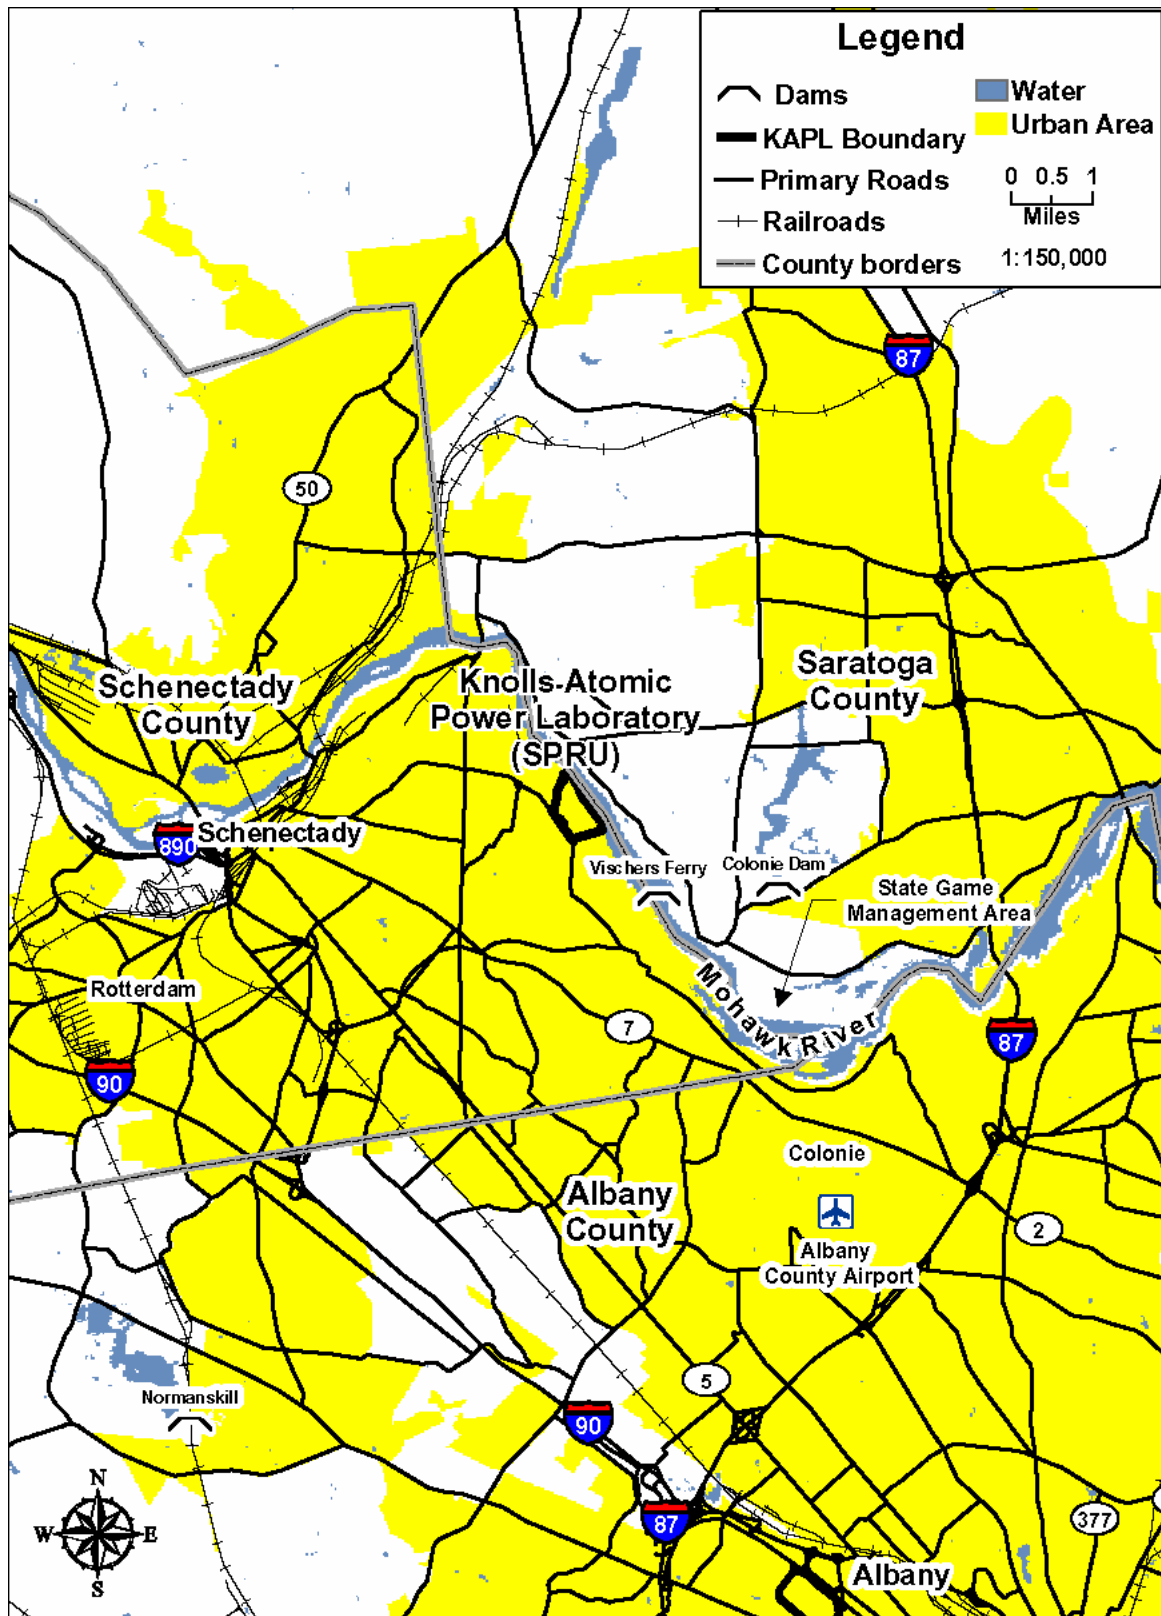 Legend
Dams
KAPL Boundary
Primary Roads
Railroads
County borders
Water
Urban Area
0 0.5 1
Miles
1:150,000
87
50
Schenectady
County
Knolls-Atomic
Power Laboratory
(SPRU)
Saratoga
County
890
Schenectady
Vischers Ferry
Colonie Dam
State Game
Management Area
Rotterdam
Mohawk River
7
87
90
Colonie
Albany
County
2
Albany
County Airport
5
Normanskill
90
N
W E
S
87
377
Albany